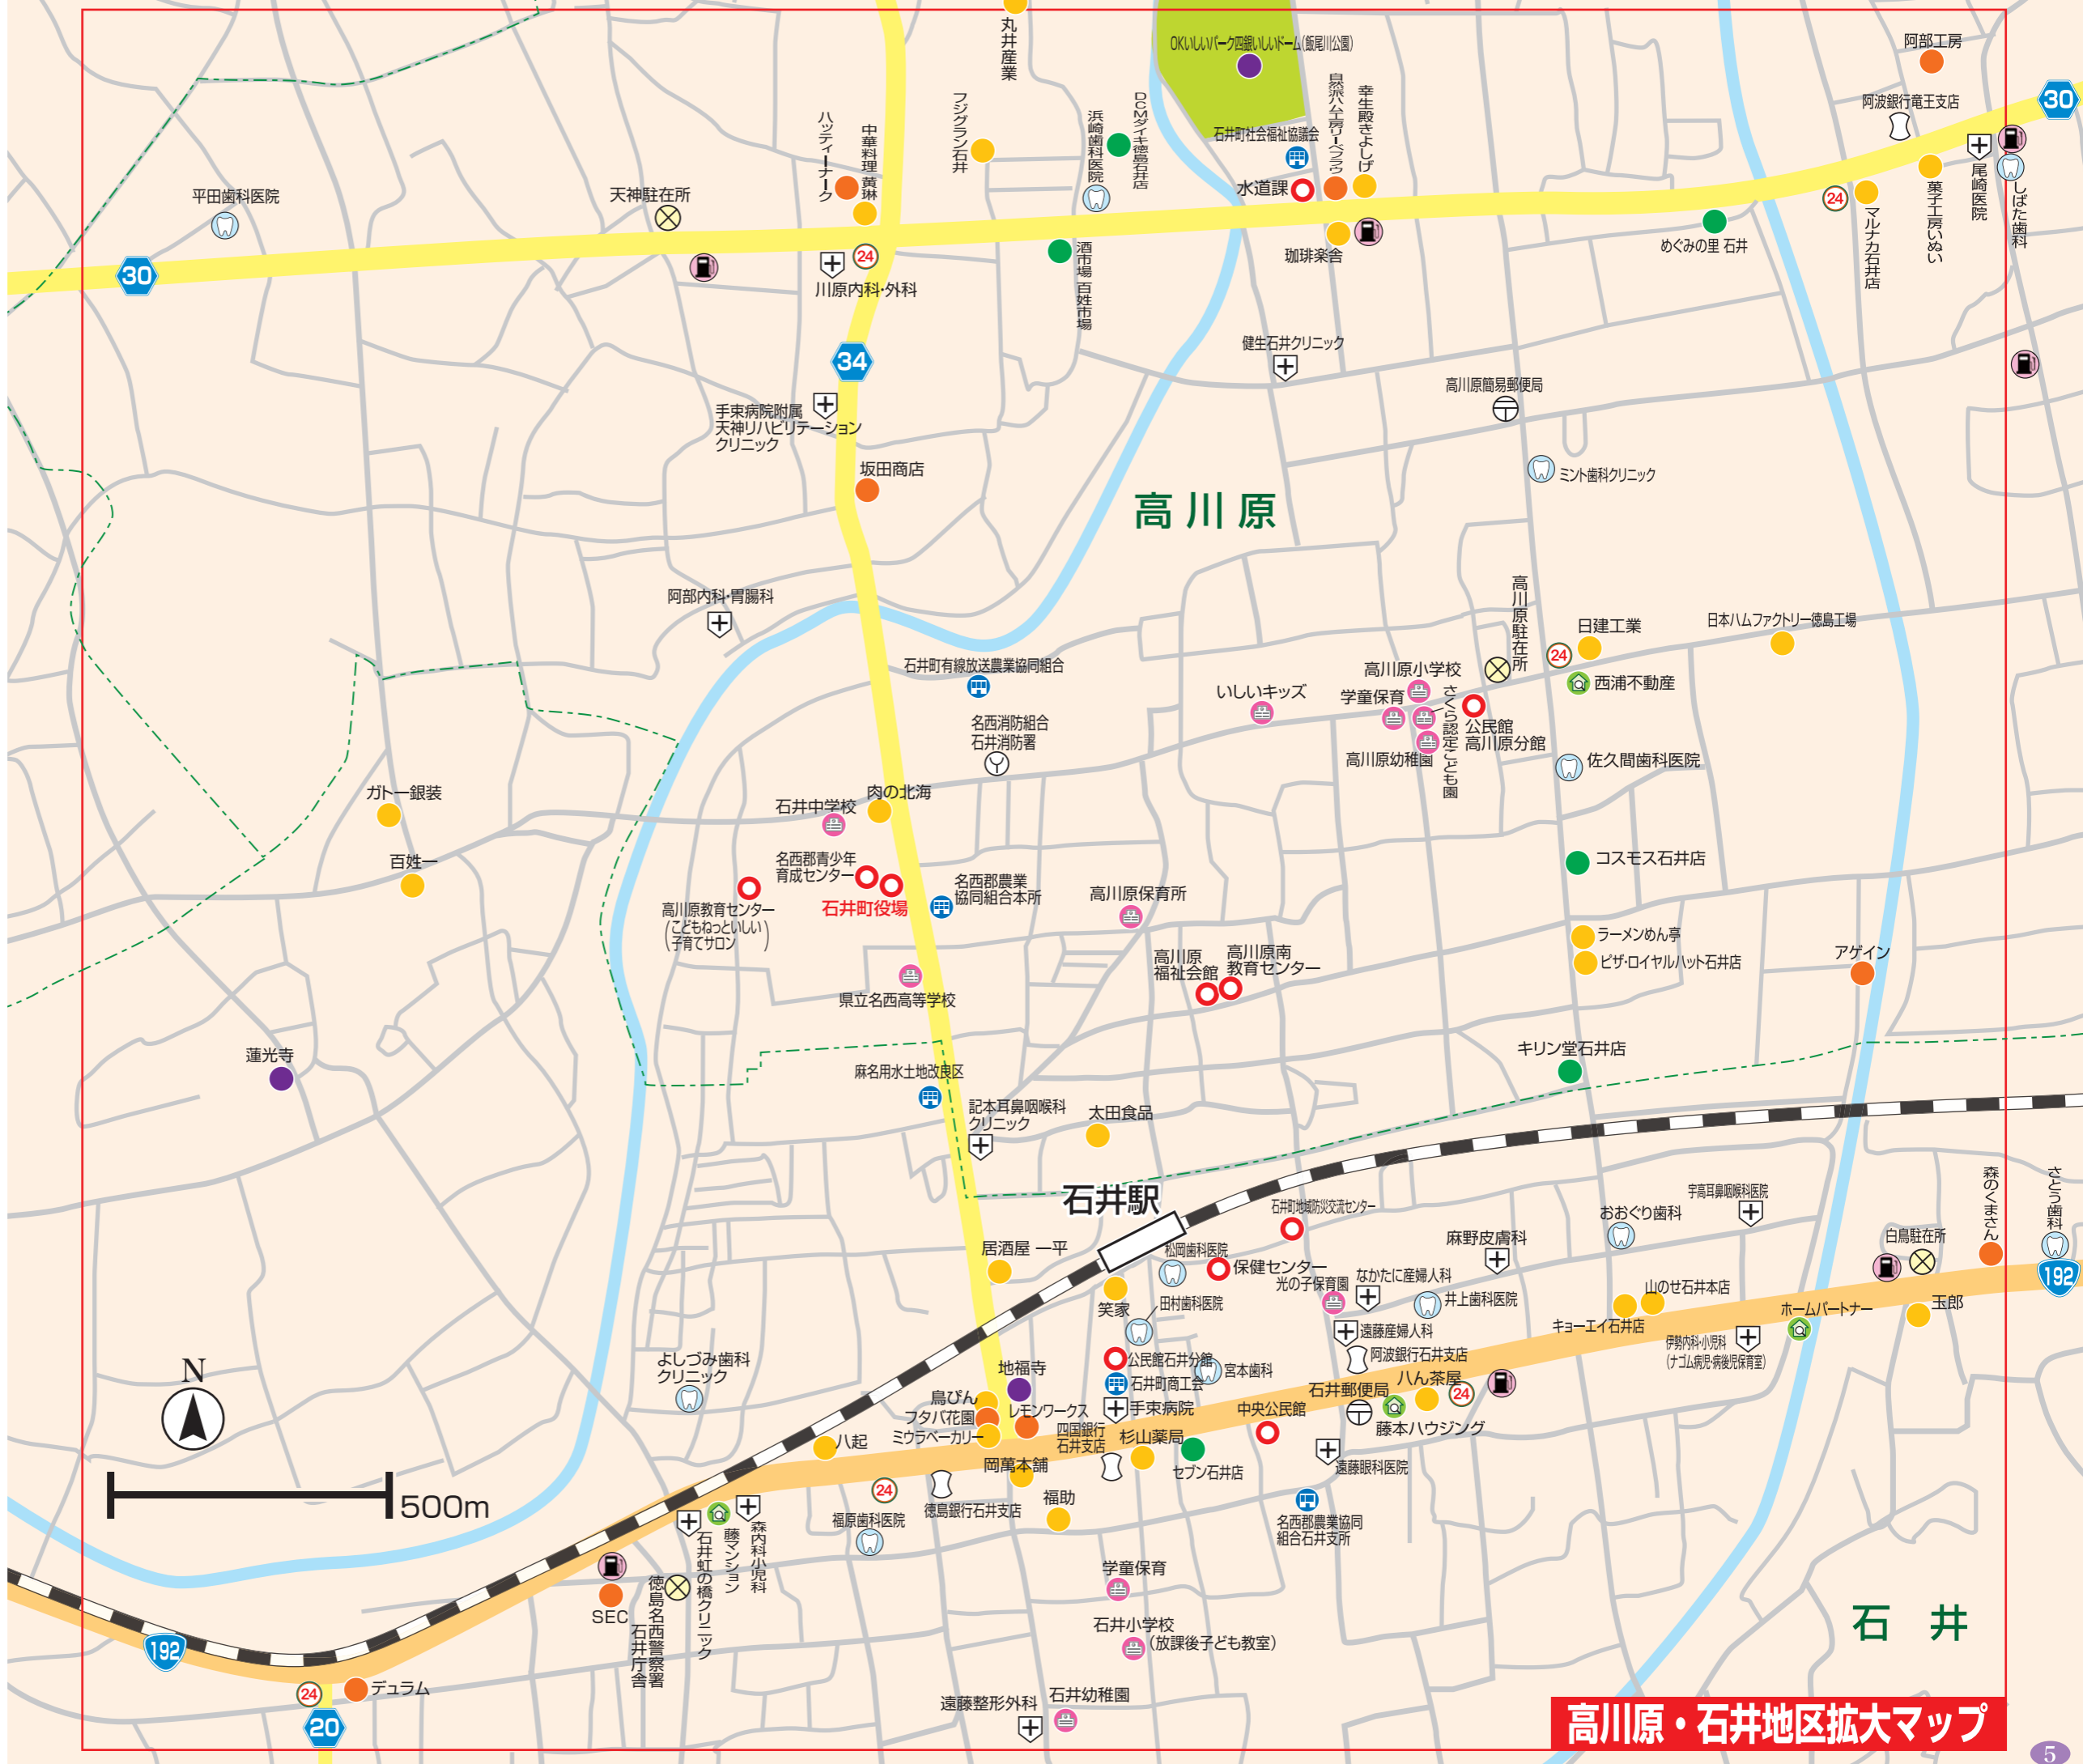 丸井産業
OKいしいパーク四銀いしいドーム(飯尾川公園)
阿部工房
阿波銀行竜王支店
30
フジグラン石井
浜崎歯科医院
DCMダイキ徳島石井店
石井町社会福祉協議会
自然派ハム工房リーベフラウ
幸生殿きよしげ
ハッティーナーク
中華料理 黄琳
平田歯科医院
天神駐在所
水道課
24
マルナカ石井店
菓子工房いぬい
尾崎医院
しばた歯科
めぐみの里 石井
珈琲楽舎
酒市場 百姓市場
24
川原内科・外科
30
34
健生石井クリニック
高川原簡易郵便局
手束病院附属
天神リハビリテーション
クリニック
坂田商店
ミント歯科クリニック
高川原
阿部内科・胃腸科
高川原駐在所
日建工業
日本ハムファクトリー徳島工場
24
石井町有線放送農業協同組合
いしいキッズ
高川原小学校
学童保育
さくら認定こども園
西浦不動産
名西消防組合
石井消防署
公民館
高川原分館
高川原幼稚園
佐久間歯科医院
ガトー銀装
石井中学校
肉の北海
百姓一
名西郡青少年
育成センター
石井町役場
名西郡農業
協同組合本所
高川原保育所
コスモス石井店
高川原教育センター
(こどもねっといしい
子育てサロン)
ラーメンめん亭
ピザ・ロイヤルハット石井店
アゲイン
高川原
福祉会館
高川原南
教育センター
県立名西高等学校
蓮光寺
麻名用水土地改良区
キリン堂石井店
記本耳鼻咽喉科
クリニック
太田食品
石井駅
石井町地域防災交流センター
宇高耳鼻咽喉科医院
おおぐり歯科
森のくまさん
さとう歯科
白鳥駐在所
192
居酒屋 一平
松岡歯科医院
保健センター
麻野皮膚科
光の子保育園
なかたに産婦人科
井上歯科医院
山のせ石井本店
キョーエイ石井店
ホームパートナー
玉郎
笑家
田村歯科医院
遠藤産婦人科
伊勢内科・小児科
(ナゴム病児・病後児保育室)
阿波銀行石井支店
公民館石井分館
石井町商工会
宮本歯科
よしづみ歯科
クリニック
地福寺
鳥ぴん
フタバ花園
ミウラベーカリー
レモンワークス
手束病院
四国銀行
石井支店
杉山薬局
中央公民館
石井郵便局
八ん茶屋
24
藤本ハウジング
N
500m
八起
岡萬本舗
セブン石井店
遠藤眼科医院
24
徳島銀行石井支店
福助
福原歯科医院
名西郡農業協同
組合石井支所
石井虹の橋クリニック
藤マンション
森内科小児科
徳島名西警察署
石井庁舎
SEC
学童保育
石井小学校
(放課後子ども教室)
石井
192
24
デュラム
20
遠藤整形外科
石井幼稚園
高川原・石井地区拡大マップ
5